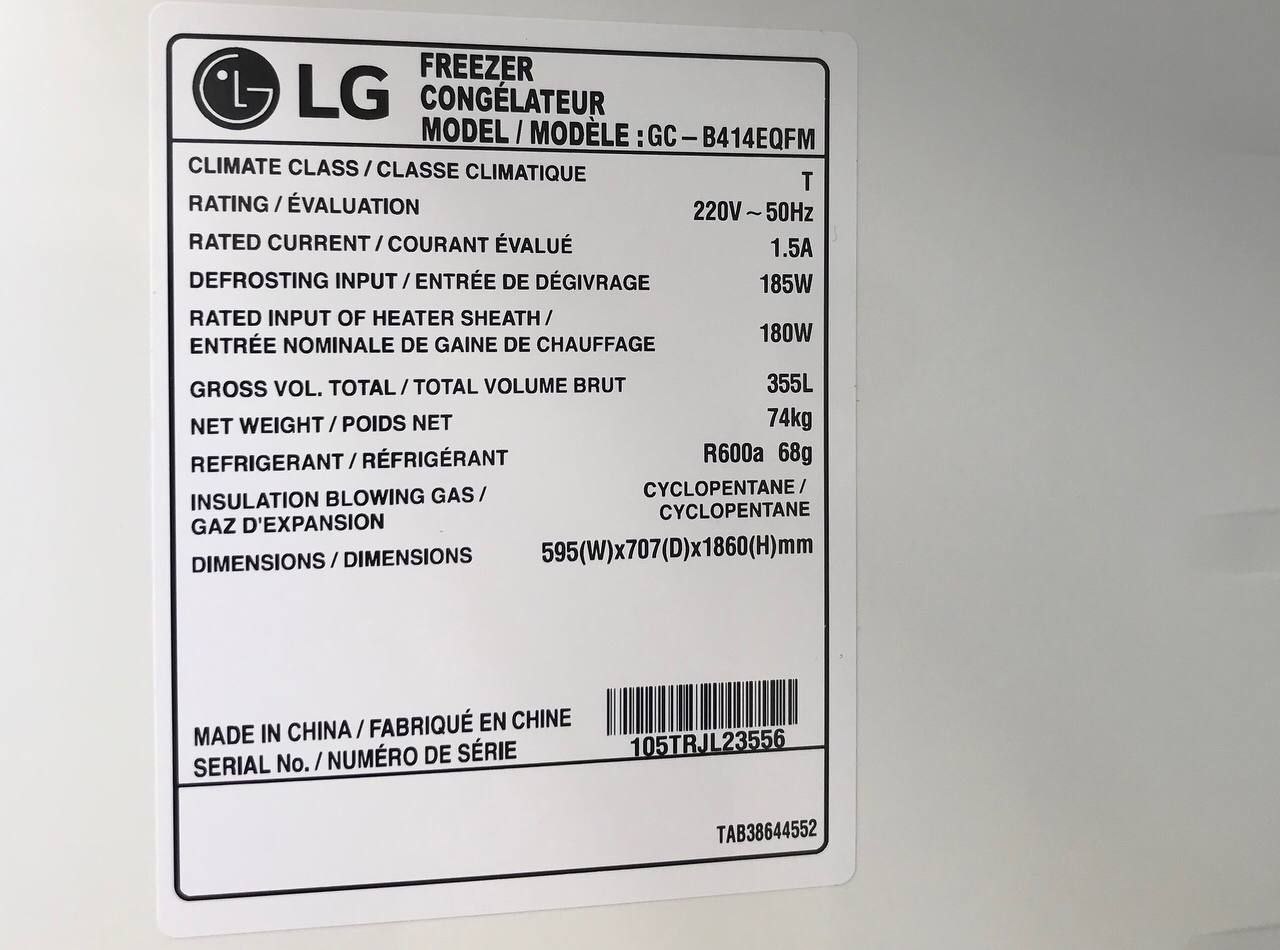 LG
FREEZER
CONGÉLATEUR
MODEL / MODÈLE : GC – B414EQFM
CLIMATE CLASS / CLASSE CLIMATIQUE T
RATING / ÉVALUATION 220V ~ 50Hz
RATED CURRENT / COURANT ÉVALUÉ 1.5A
DEFROSTING INPUT / ENTRÉE DE DÉGIVRAGE 185W
RATED INPUT OF HEATER SHEATH /
ENTRÉE NOMINALE DE GAINE DE CHAUFFAGE 180W
GROSS VOL. TOTAL / TOTAL VOLUME BRUT 355L
NET WEIGHT / POIDS NET 74kg
REFRIGERANT / RÉFRIGÉRANT R600a 68g
INSULATION BLOWING GAS / CYCLOPENTANE /
GAZ D'EXPANSION CYCLOPENTANE
DIMENSIONS / DIMENSIONS 595(W)x707(D)x1860(H)mm
MADE IN CHINA / FABRIQUÉ EN CHINE
SERIAL No. / NUMÉRO DE SÉRIE 105TRJL23556
TAB38644552